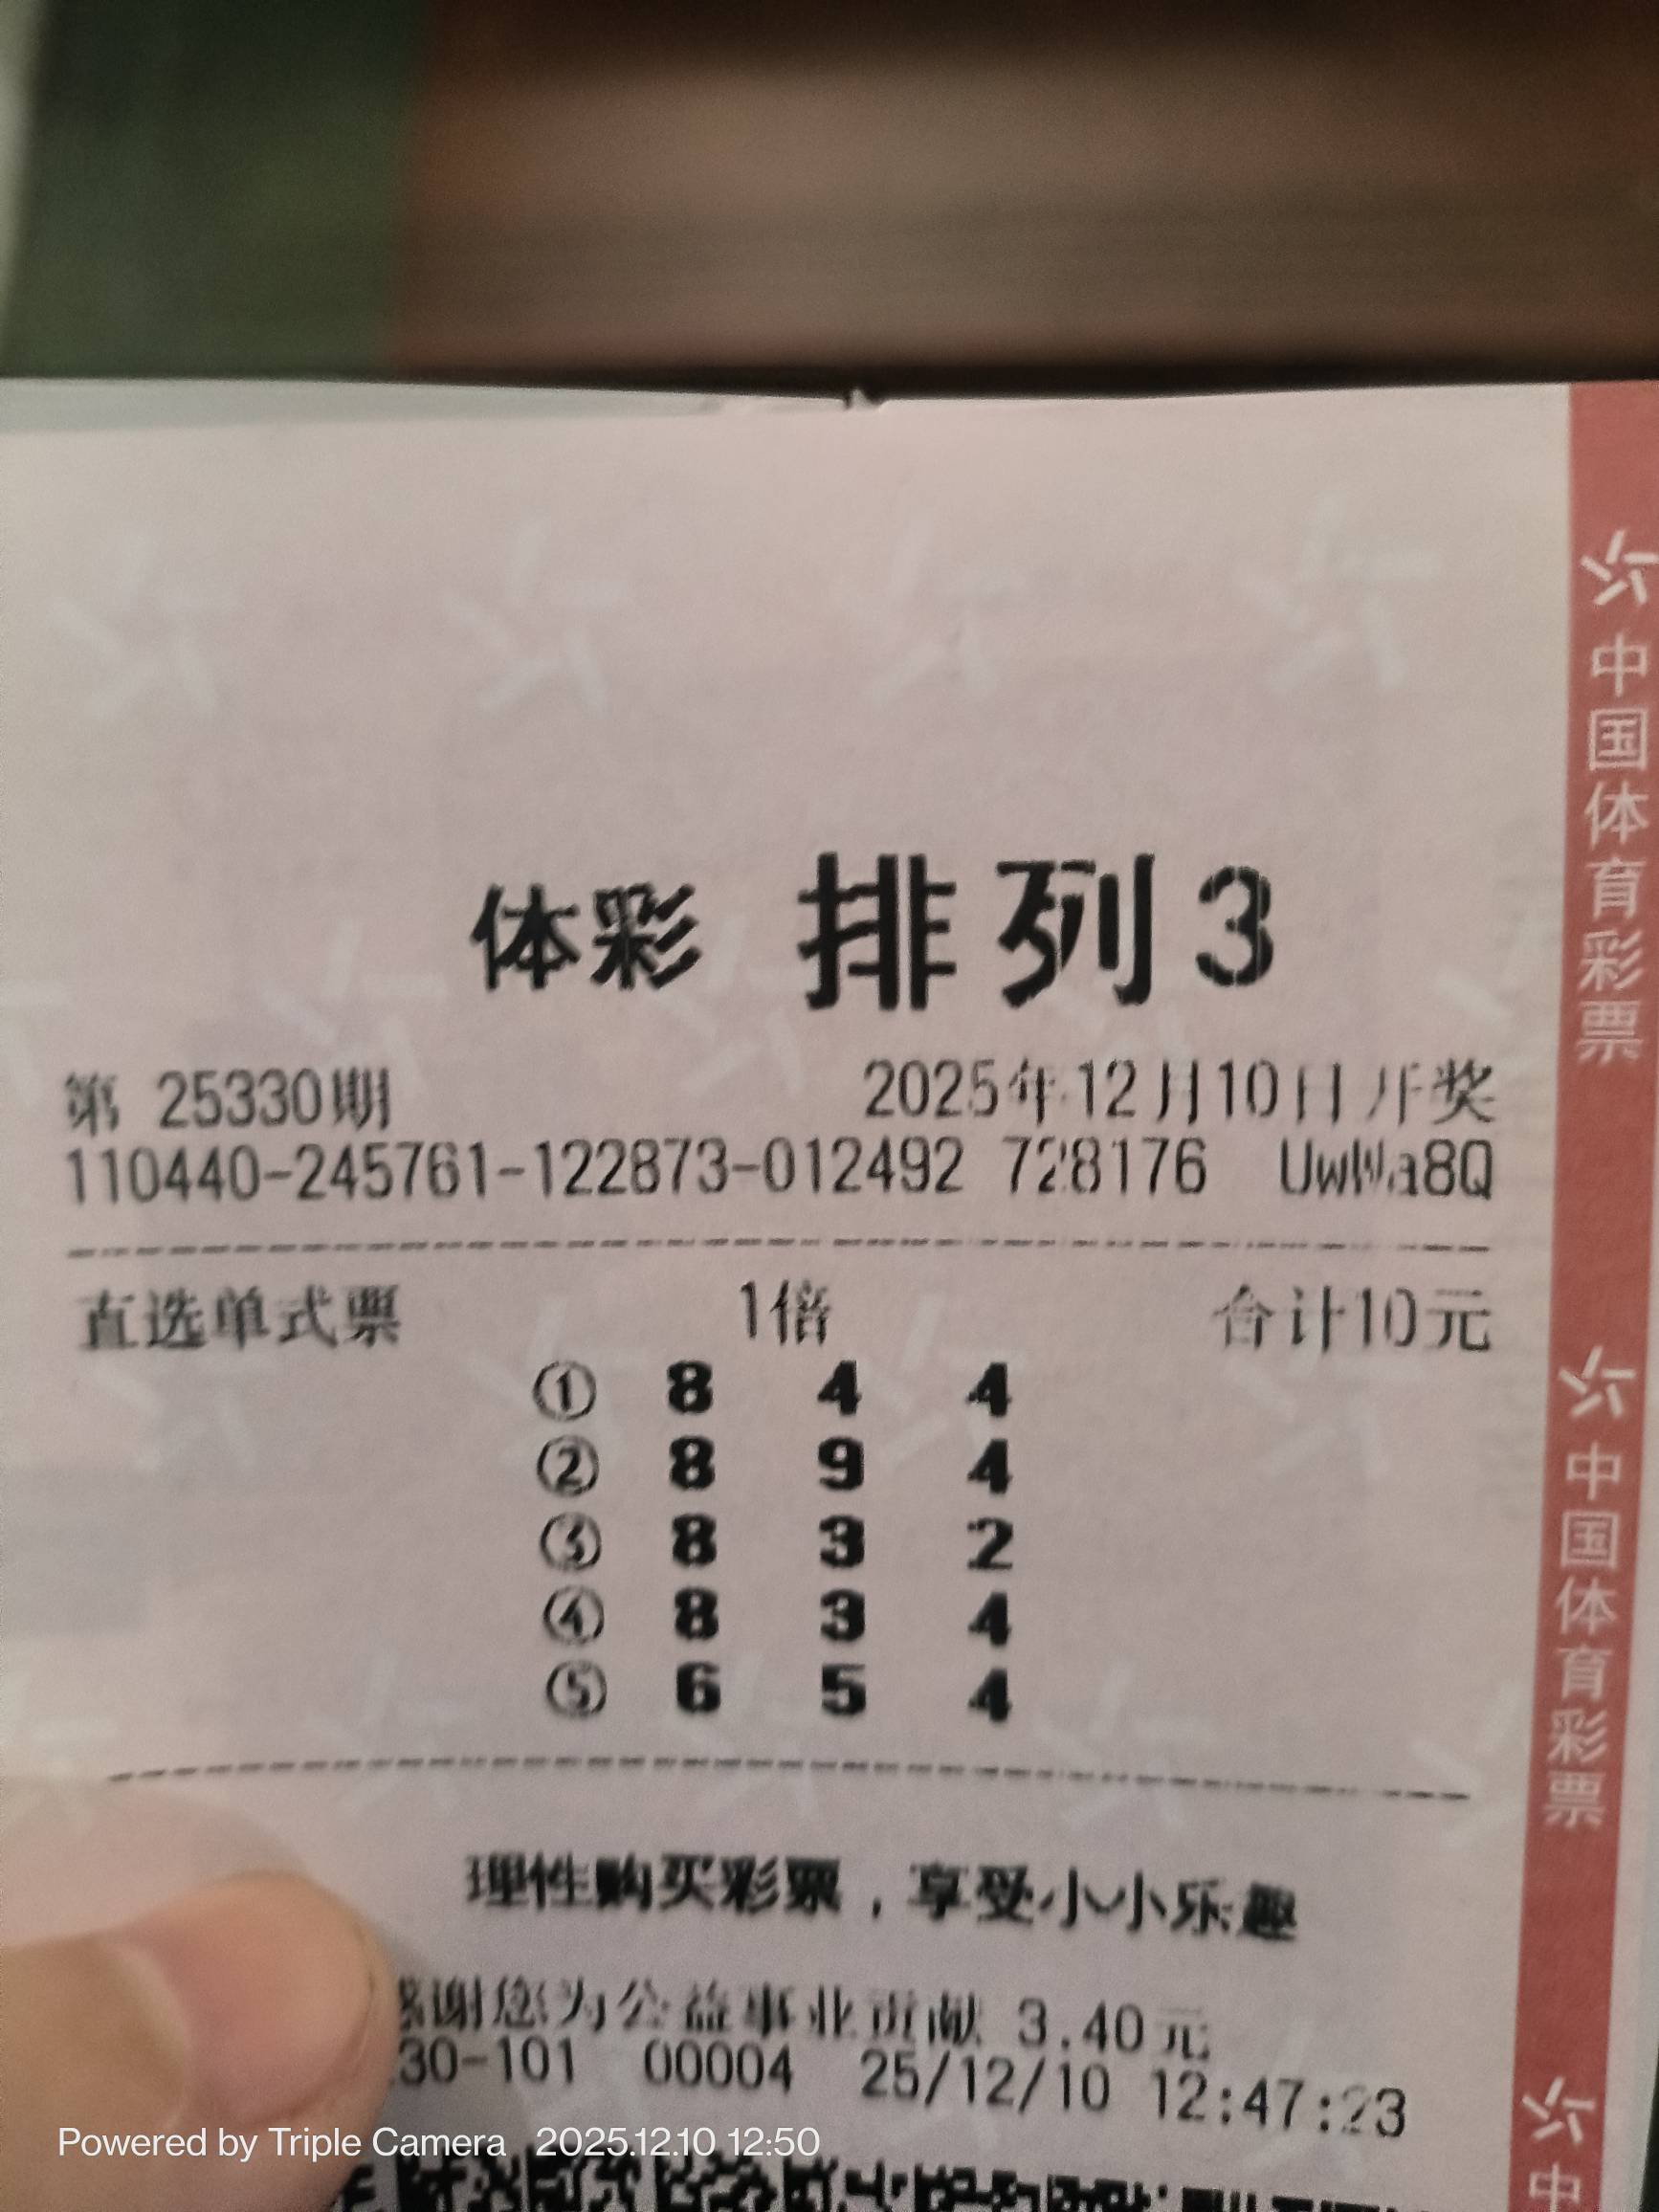 体彩 排列3
第 25330期 2025年12月10日开奖
110440-245761-122873-012492 728176 UwWa8Q
直选单式票 1倍 合计10元
① 8 4 4
② 8 9 4
③ 8 3 2
④ 8 3 4
⑤ 6 5 4
理性购买彩票，享受小小乐趣
感谢您为公益事业贡献 3.40元
30-101 00004 25/12/10 12:47:23
Powered by Triple Camera 2025.12.10 12:50
中国体育彩票
中国体育彩票
中